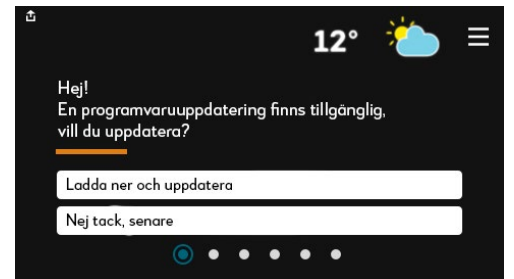 12°
Hej!
En programvaruuppdatering finns tillgänglig,
vill du uppdatera?
Ladda ner och uppdatera
Nej tack, senare